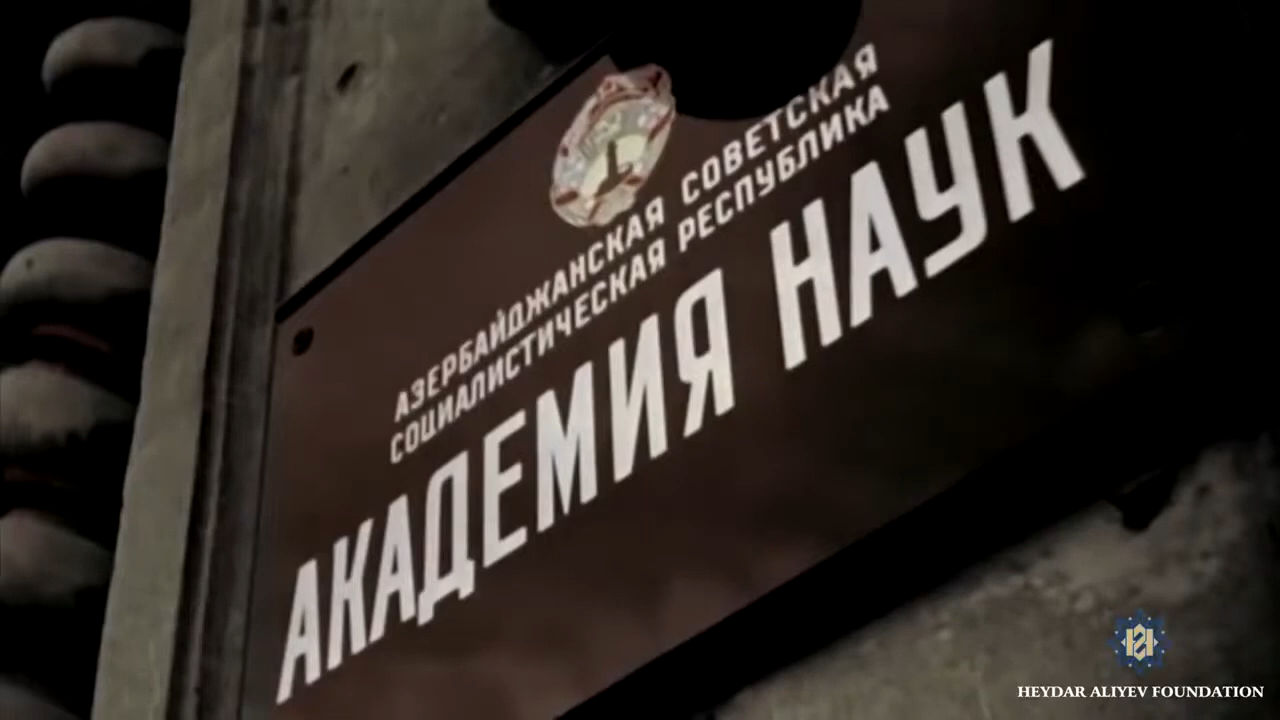 АЗЕРБАЙДЖАНСКАЯ СОВЕТСКАЯ
СОЦИАЛИСТИЧЕСКАЯ РЕСПУБЛИКА
АКАДЕМИЯ НАУК
HEYDAR ALIYEV FOUNDATION